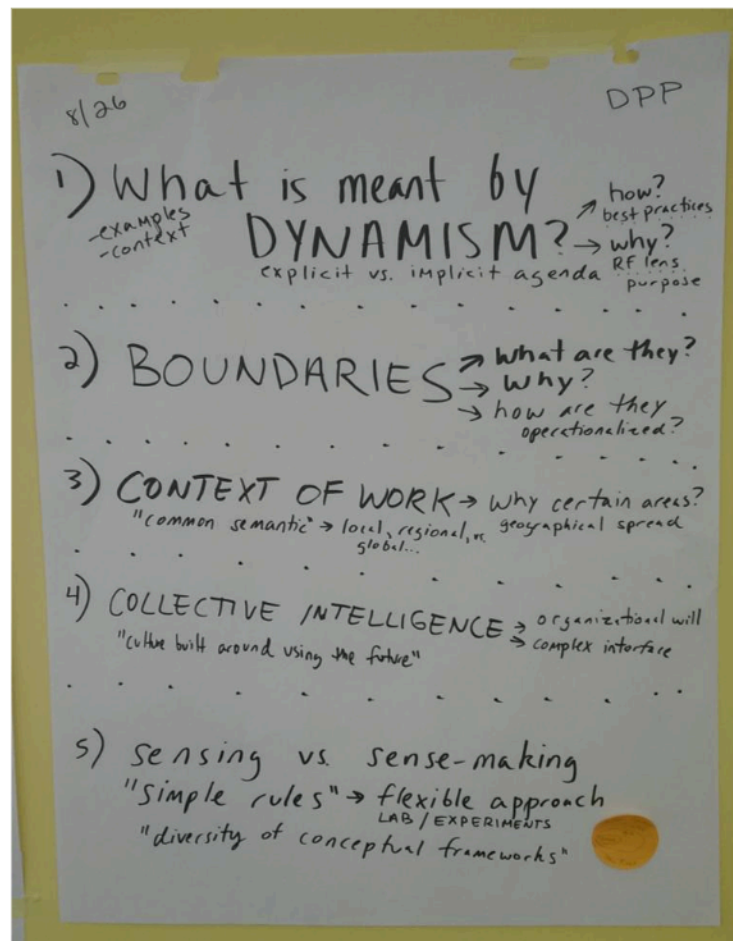 8/26
DPP
1) What is meant by
-examples
-context
DYNAMISM? ↗ how?
best practices
→ why?
RF lens
purpose
explicit vs. implicit agenda
2) BOUNDARIES ↗ What are they?
→ Why?
→ how are they
operationalized?
3) CONTEXT OF WORK → Why certain areas?
"common semantic" → local, regional, or geographical spread
global...
4) COLLECTIVE INTELLIGENCE → organizational will
→ complex interface
"culture built around using the future"
5) sensing vs. sense-making
"simple rules" → flexible approach
LAB / EXPERIMENTS
"diversity of conceptual frameworks"